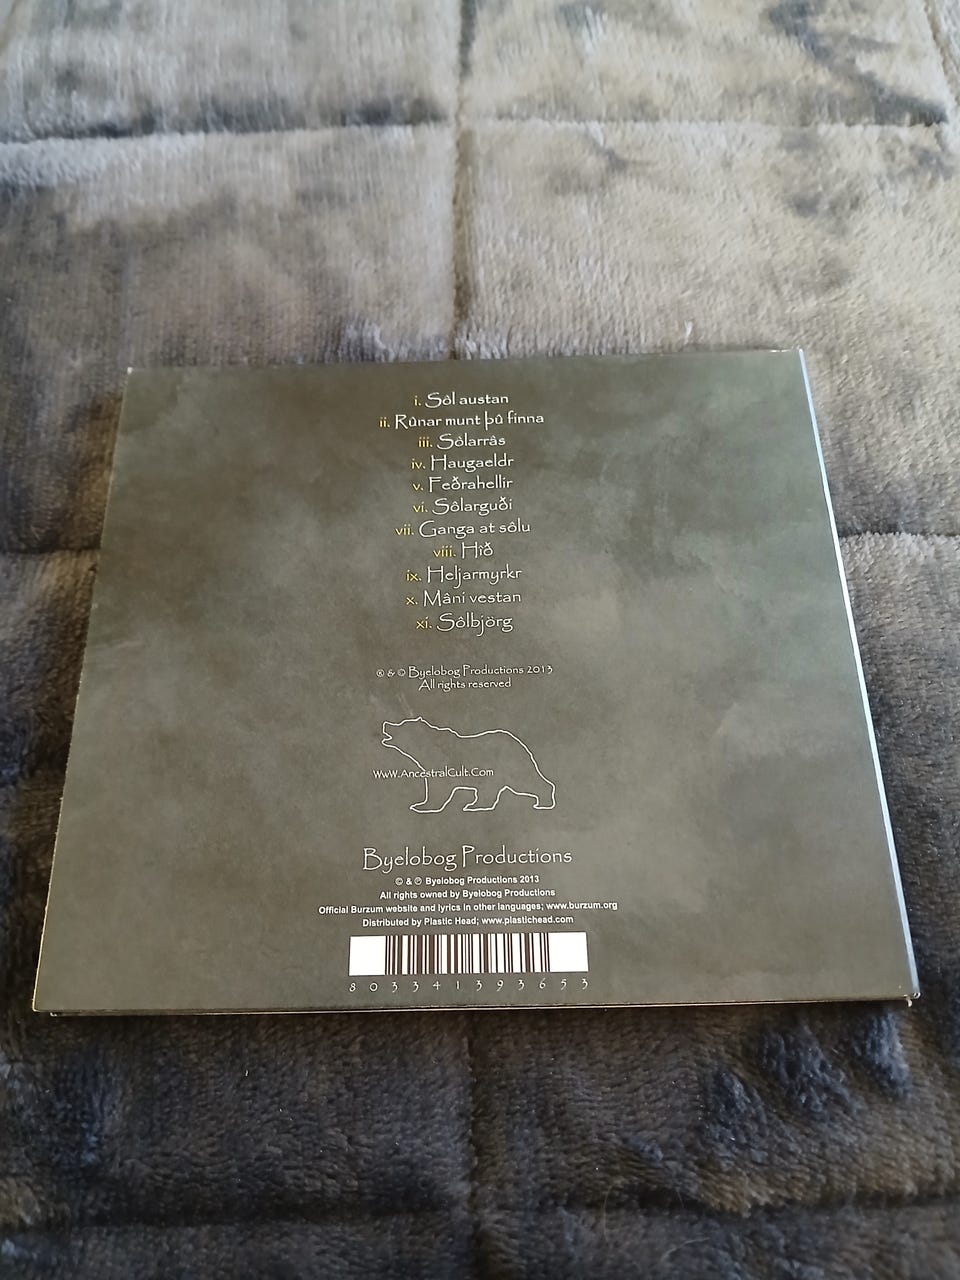 i. Sôl austan
ii. Rûnar munt þû finna
iii. Sôlarrâs
iv. Haugaeldr
v. Feðrahellir
vi. Sôlarguði
vii. Ganga at sôlu
viii. Hîð
ix. Heljarmyrkr
x. Mâni vestan
xi. Sôlbjörg
® & © Byelobog Productions 2013
All rights reserved
WwW.AncestralCult.Com
Byelobog Productions
© & ℗ Byelobog Productions 2013
All rights owned by Byelobog Productions
Official Burzum website and lyrics in other languages; www.burzum.org
Distributed by Plastic Head; www.plastichead.com
8 0 3 3 4 1 3 9 3 6 5 3